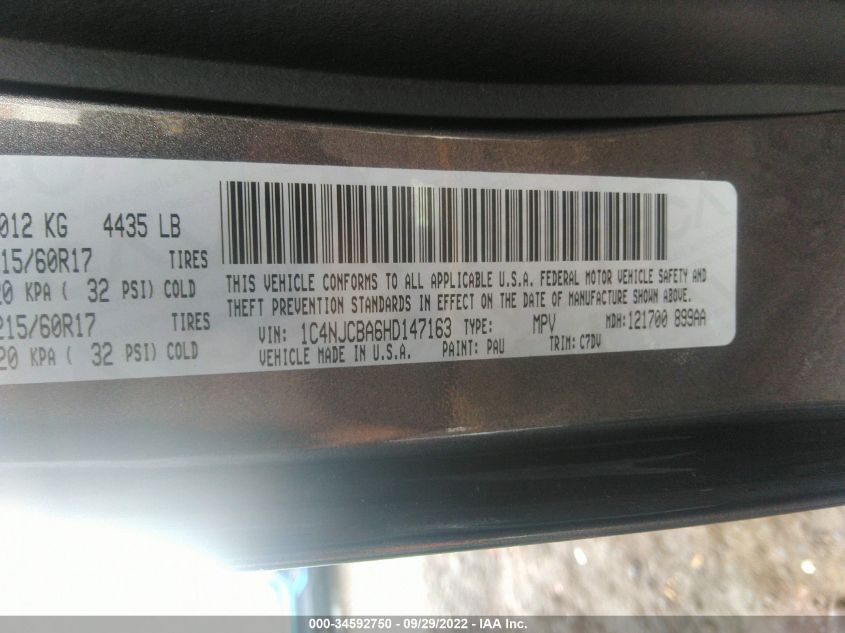 012 KG 4435 LB
15/60R17 TIRES
20 KPA ( 32 PSI) COLD
215/60R17 TIRES
20 KPA ( 32 PSI) COLD
THIS VEHICLE CONFORMS TO ALL APPLICABLE U.S.A. FEDERAL MOTOR VEHICLE SAFETY AND
THEFT PREVENTION STANDARDS IN EFFECT ON THE DATE OF MANUFACTURE SHOWN ABOVE.
VIN: 1C4NJCBA6HD147163 TYPE: MPV MDH: 121700 899AA
VEHICLE MADE IN U.S.A. PAINT: PAU TRIM: C7DV
000-34592750 - 09/29/2022 - IAA Inc.